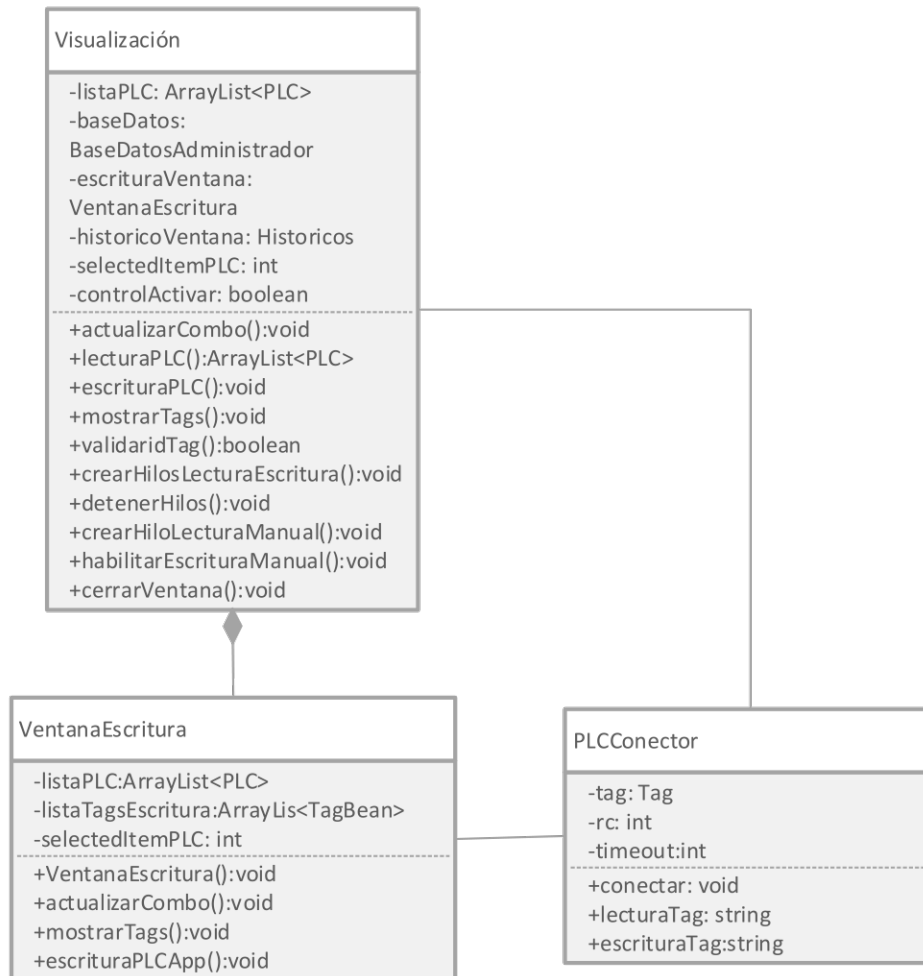 Visualización
-listaPLC: ArrayList<PLC>
-baseDatos:
BaseDatosAdministrador
-escrituraVentana:
VentanaEscritura
-historicoVentana: Historicos
-selectedItemPLC: int
-controlActivar: boolean
+actualizarCombo():void
+lecturaPLC():ArrayList<PLC>
+escrituraPLC():void
+mostrarTags():void
+validaridTag():boolean
+crearHilosLecturaEscritura():void
+detenerHilos():void
+crearHiloLecturaManual():void
+habilitarEscrituraManual():void
+cerrarVentana():void
VentanaEscritura
-listaPLC:ArrayList<PLC>
-listaTagsEscritura:ArrayLis<TagBean>
-selectedItemPLC: int
+VentanaEscritura():void
+actualizarCombo():void
+mostrarTags():void
+escrituraPLCApp():void
PLCConector
-tag: Tag
-rc: int
-timeout:int
+conectar: void
+lecturaTag: string
+escrituraTag:string